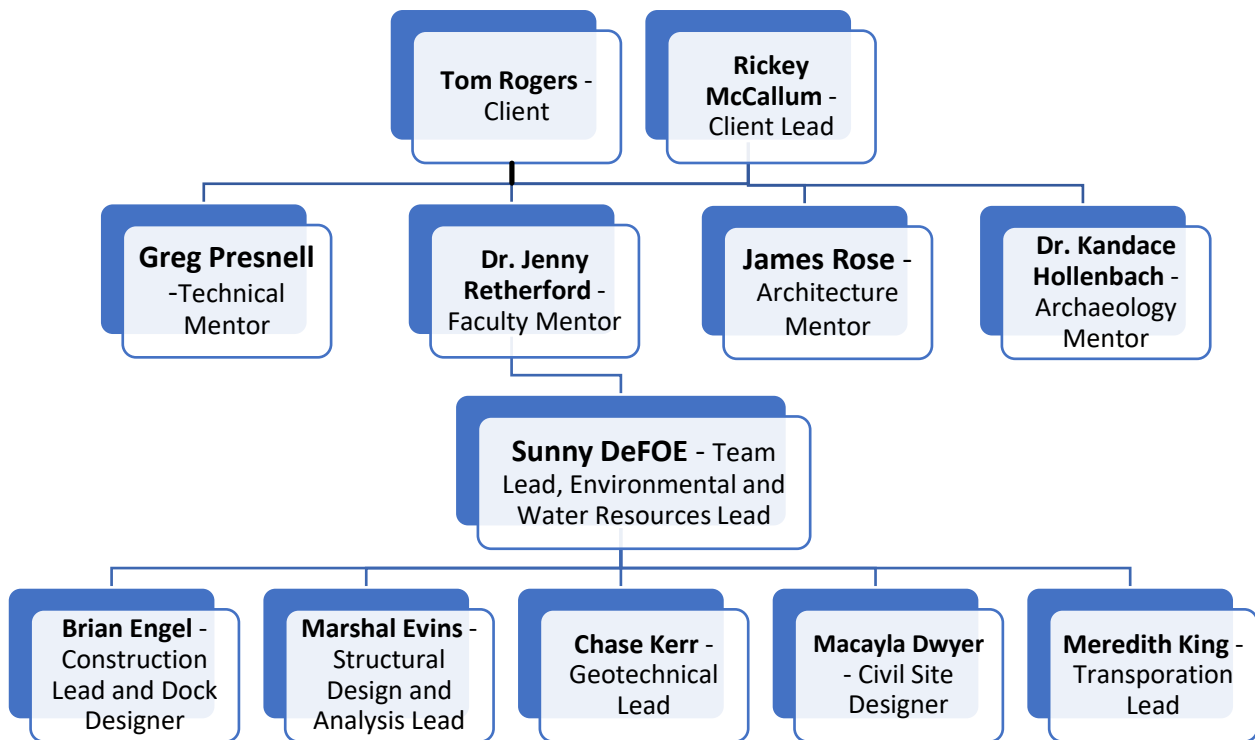 Tom Rogers -
Client
Rickey
McCallum -
Client Lead
Greg Presnell
-Technical
Mentor
Dr. Jenny
Retherford -
Faculty Mentor
James Rose -
Architecture
Mentor
Dr. Kandace
Hollenbach -
Archaeology
Mentor
Sunny DeFOE - Team
Lead, Environmental and
Water Resources Lead
Brian Engel -
Construction
Lead and Dock
Designer
Marshal Evins -
Structural
Design and
Analysis Lead
Chase Kerr -
Geotechnical
Lead
Macayla Dwyer
- Civil Site
Designer
Meredith King -
Transporation
Lead